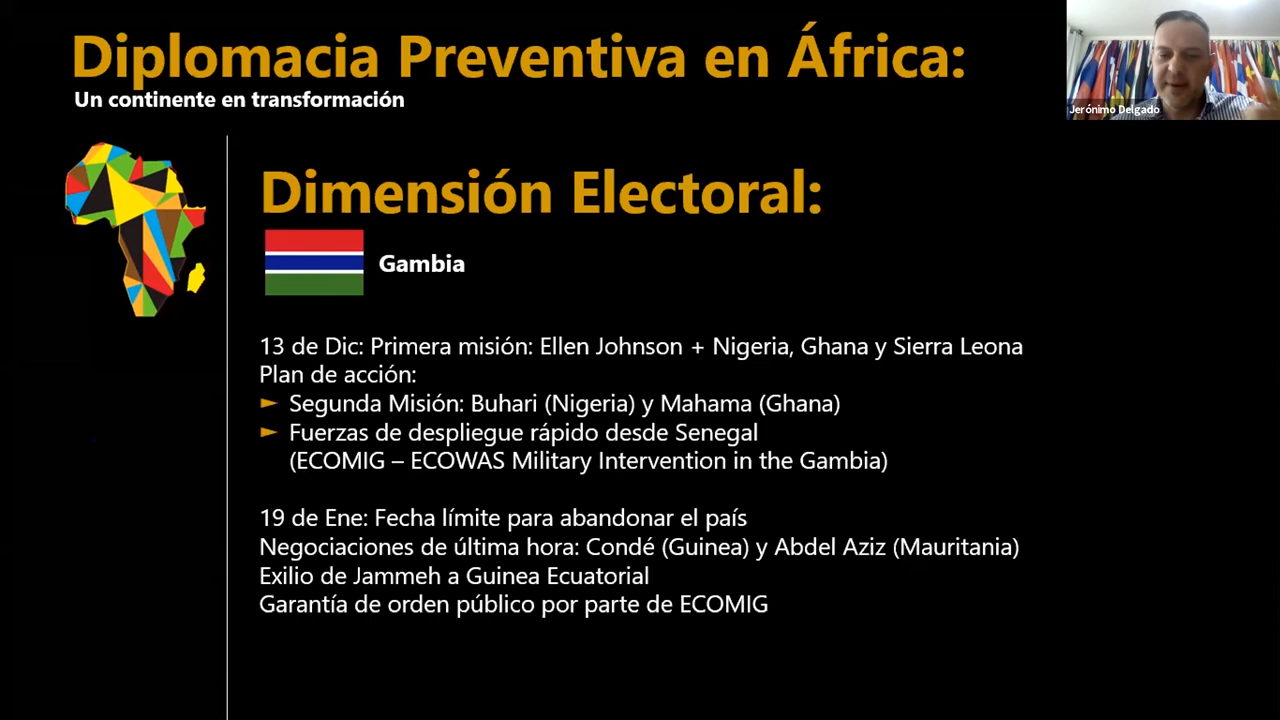 Diplomacia Preventiva en África:
Un continente en transformación
Jerónimo Delgado
Dimensión Electoral:
Gambia
13 de Dic: Primera misión: Ellen Johnson + Nigeria, Ghana y Sierra Leona
Plan de acción:
► Segunda Misión: Buhari (Nigeria) y Mahama (Ghana)
► Fuerzas de despliegue rápido desde Senegal
(ECOMIG – ECOWAS Military Intervention in the Gambia)
19 de Ene: Fecha límite para abandonar el país
Negociaciones de última hora: Condé (Guinea) y Abdel Aziz (Mauritania)
Exilio de Jammeh a Guinea Ecuatorial
Garantía de orden público por parte de ECOMIG